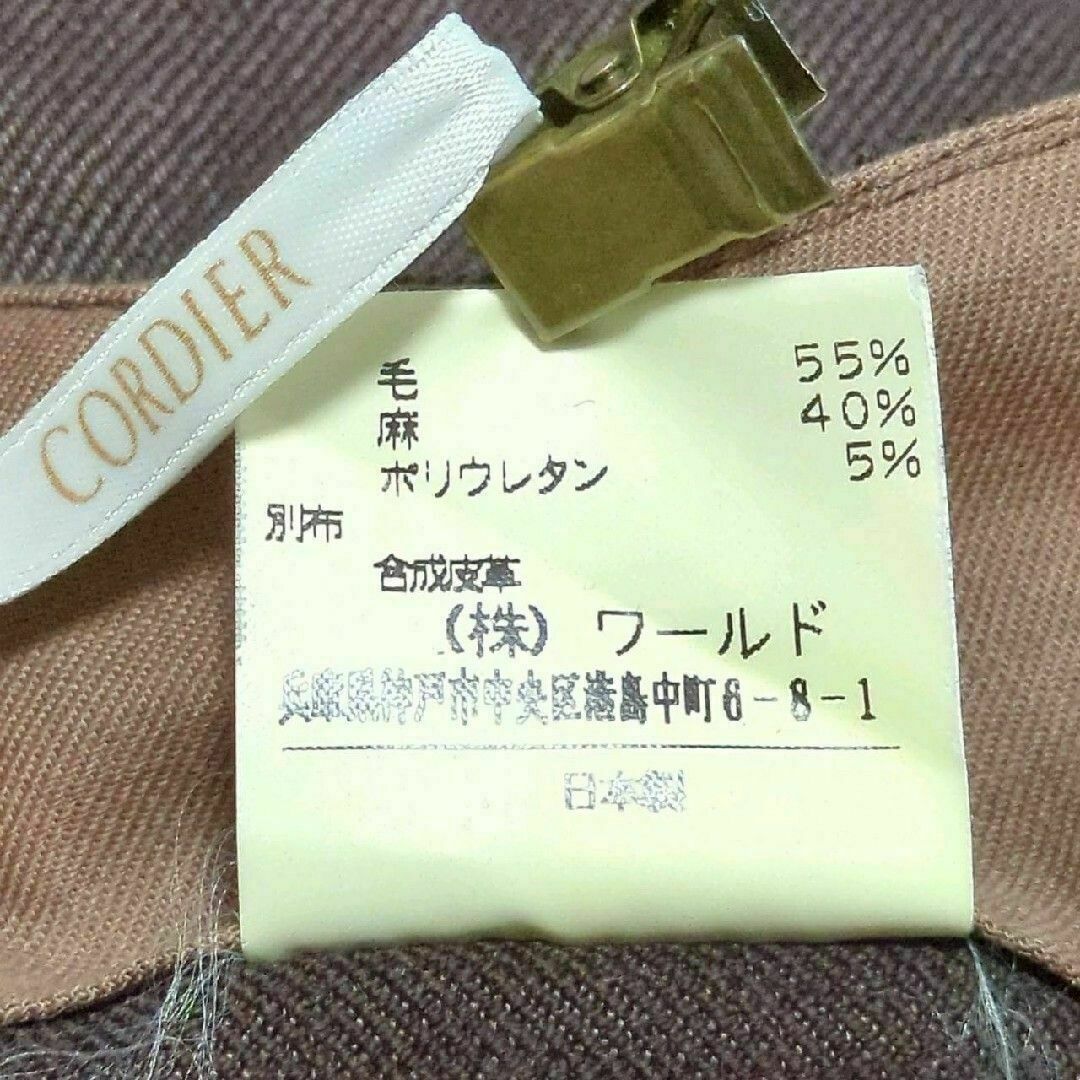 CORDIER
毛 55%
麻 40%
ポリウレタン 5%
別布
合成皮革
(株) ワールド
兵庫県神戸市中央区港島中町6-8-1
日本製